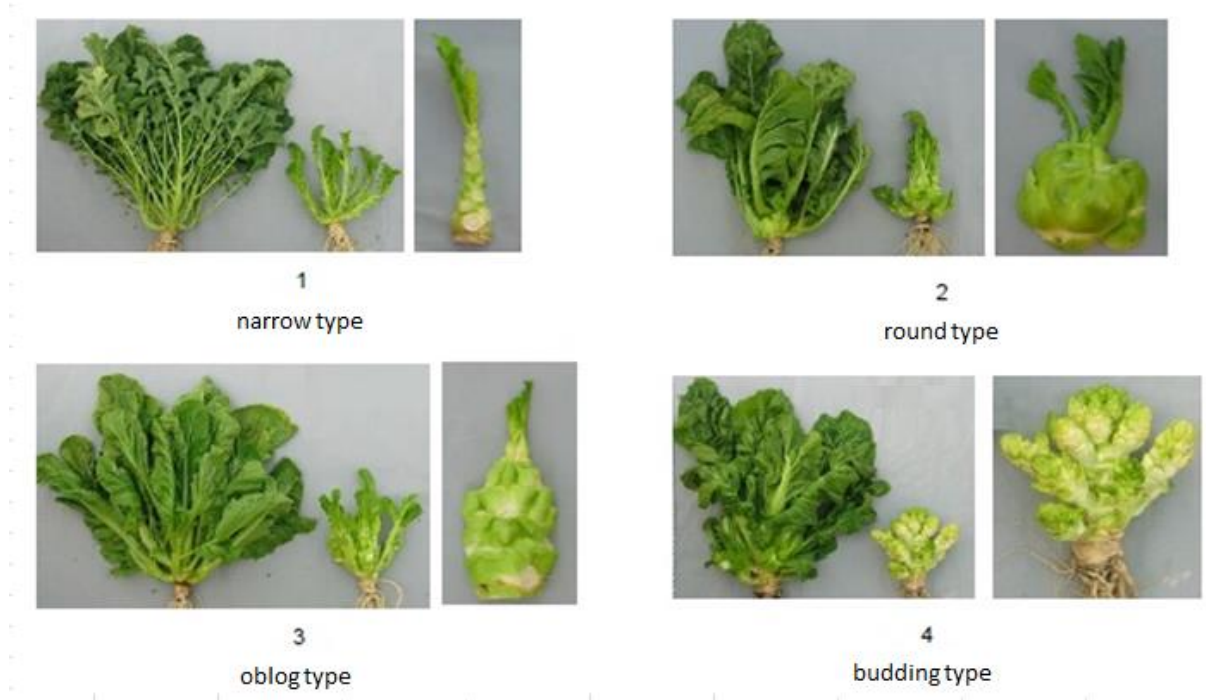 1
narrow type
2
round type
3
oblog type
4
budding type